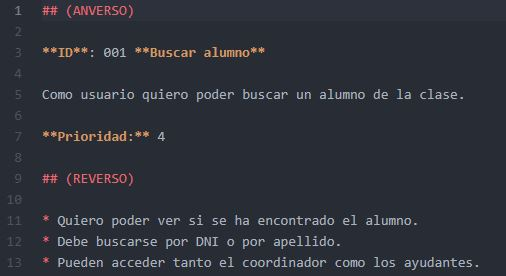 1 ## (ANVERSO)
2
3 **ID**: 001 **Buscar alumno**
4
5 Como usuario quiero poder buscar un alumno de la clase.
6
7 **Prioridad:** 4
8
9 ## (REVERSO)
10
11 * Quiero poder ver si se ha encontrado el alumno.
12 * Debe buscarse por DNI o por apellido.
13 * Pueden acceder tanto el coordinador como los ayudantes.